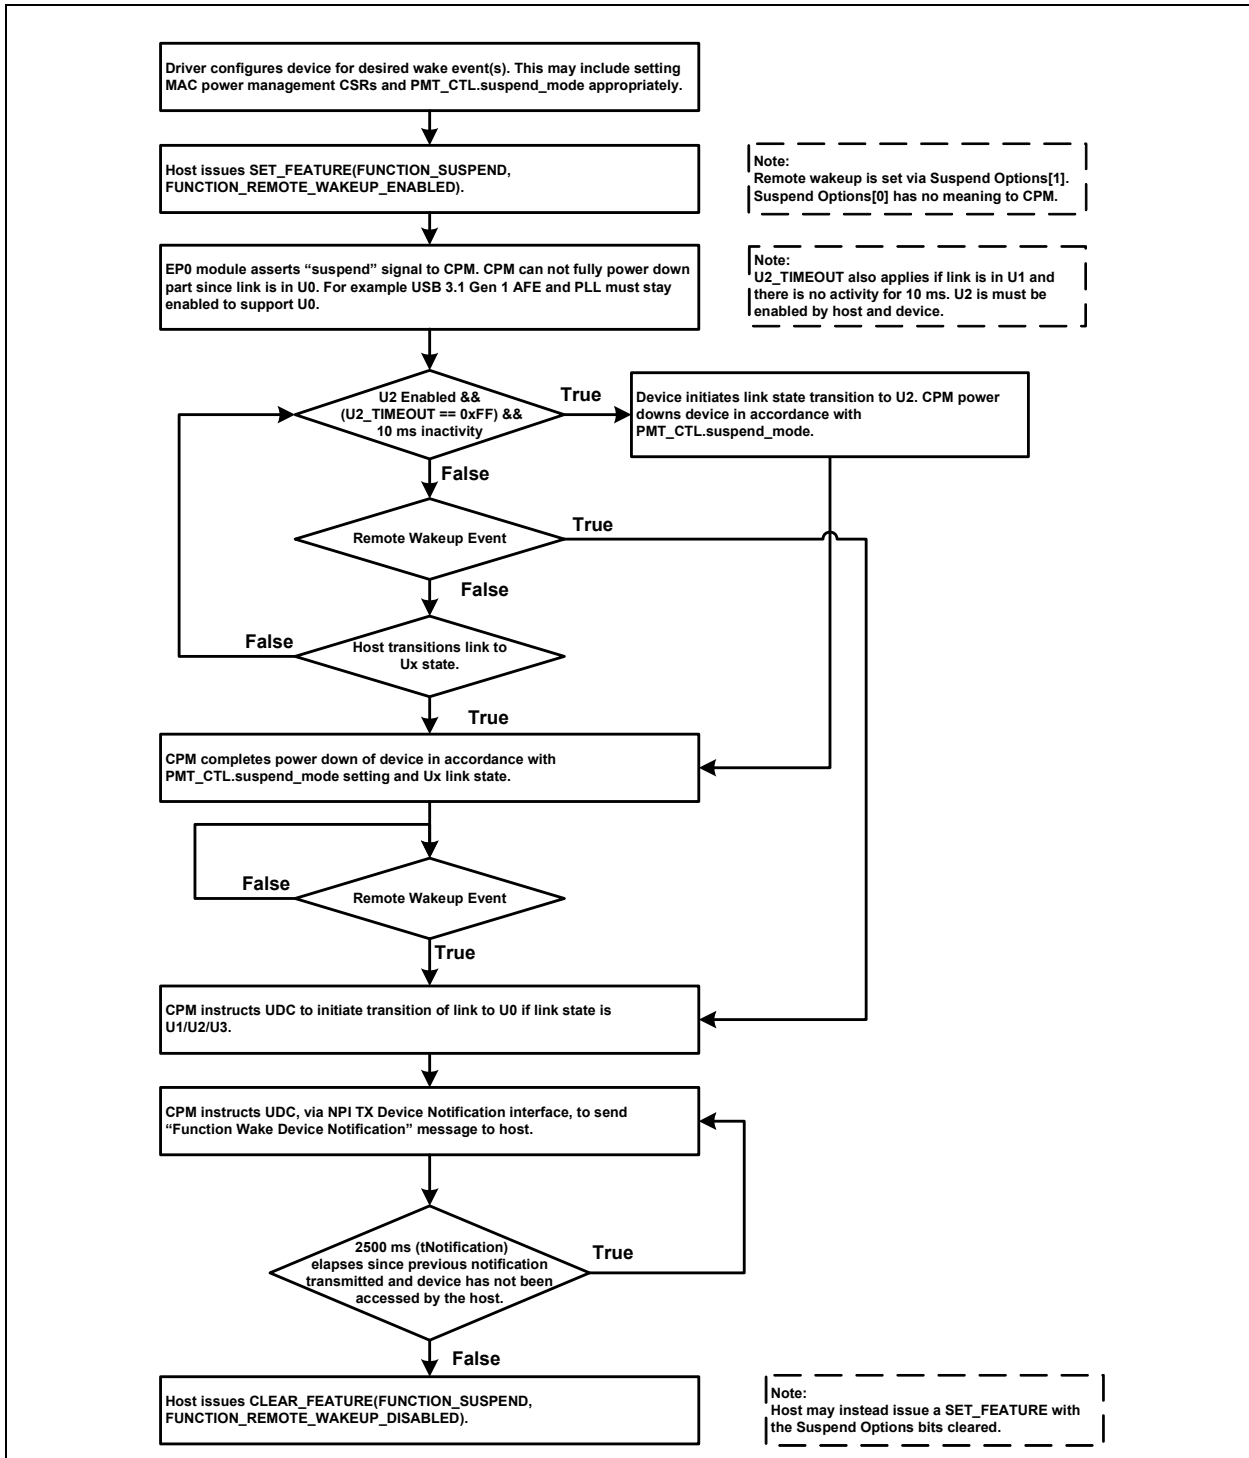 Driver configures device for desired wake event(s). This may include setting
MAC power management CSRs and PMT_CTL.suspend_mode appropriately.
Host issues SET_FEATURE(FUNCTION_SUSPEND,
FUNCTION_REMOTE_WAKEUP_ENABLED).
Note:
Remote wakeup is set via Suspend Options[1].
Suspend Options[0] has no meaning to CPM.
EP0 module asserts “suspend” signal to CPM. CPM can not fully power down
part since link is in U0. For example USB 3.1 Gen 1 AFE and PLL must stay
enabled to support U0.
Note:
U2_TIMEOUT also applies if link is in U1 and
there is no activity for 10 ms. U2 is must be
enabled by host and device.
U2 Enabled &&
(U2_TIMEOUT == 0xFF) &&
10 ms inactivity
True
Device initiates link state transition to U2. CPM power
downs device in accordance with
PMT_CTL.suspend_mode.
False
Remote Wakeup Event
True
False
Host transitions link to
Ux state.
False
True
CPM completes power down of device in accordance with
PMT_CTL.suspend_mode setting and Ux link state.
Remote Wakeup Event
False
True
CPM instructs UDC to initiate transition of link to U0 if link state is
U1/U2/U3.
CPM instructs UDC, via NPI TX Device Notification interface, to send
“Function Wake Device Notification” message to host.
2500 ms (tNotification)
elapses since previous notification
transmitted and device has not been
accessed by the host.
True
False
Host issues CLEAR_FEATURE(FUNCTION_SUSPEND,
FUNCTION_REMOTE_WAKEUP_DISABLED).
Note:
Host may instead issue a SET_FEATURE with
the Suspend Options bits cleared.